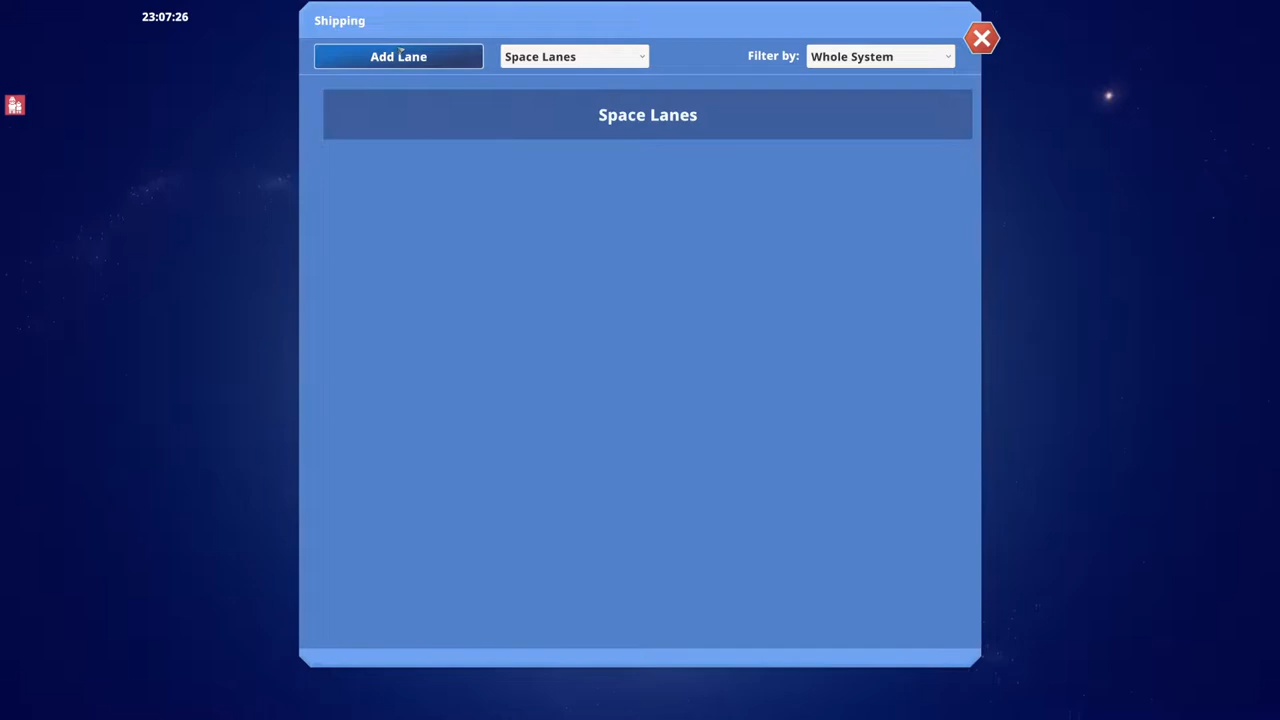 23:07:26
Shipping
Add Lane
Space Lanes
Filter by:
Whole System
Space Lanes